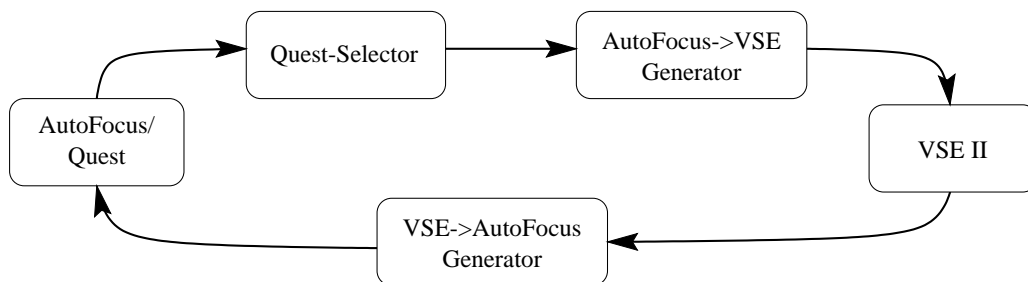 Quest-Selector
AutoFocus->VSE
Generator
AutoFocus/
Quest
VSE II
VSE->AutoFocus
Generator